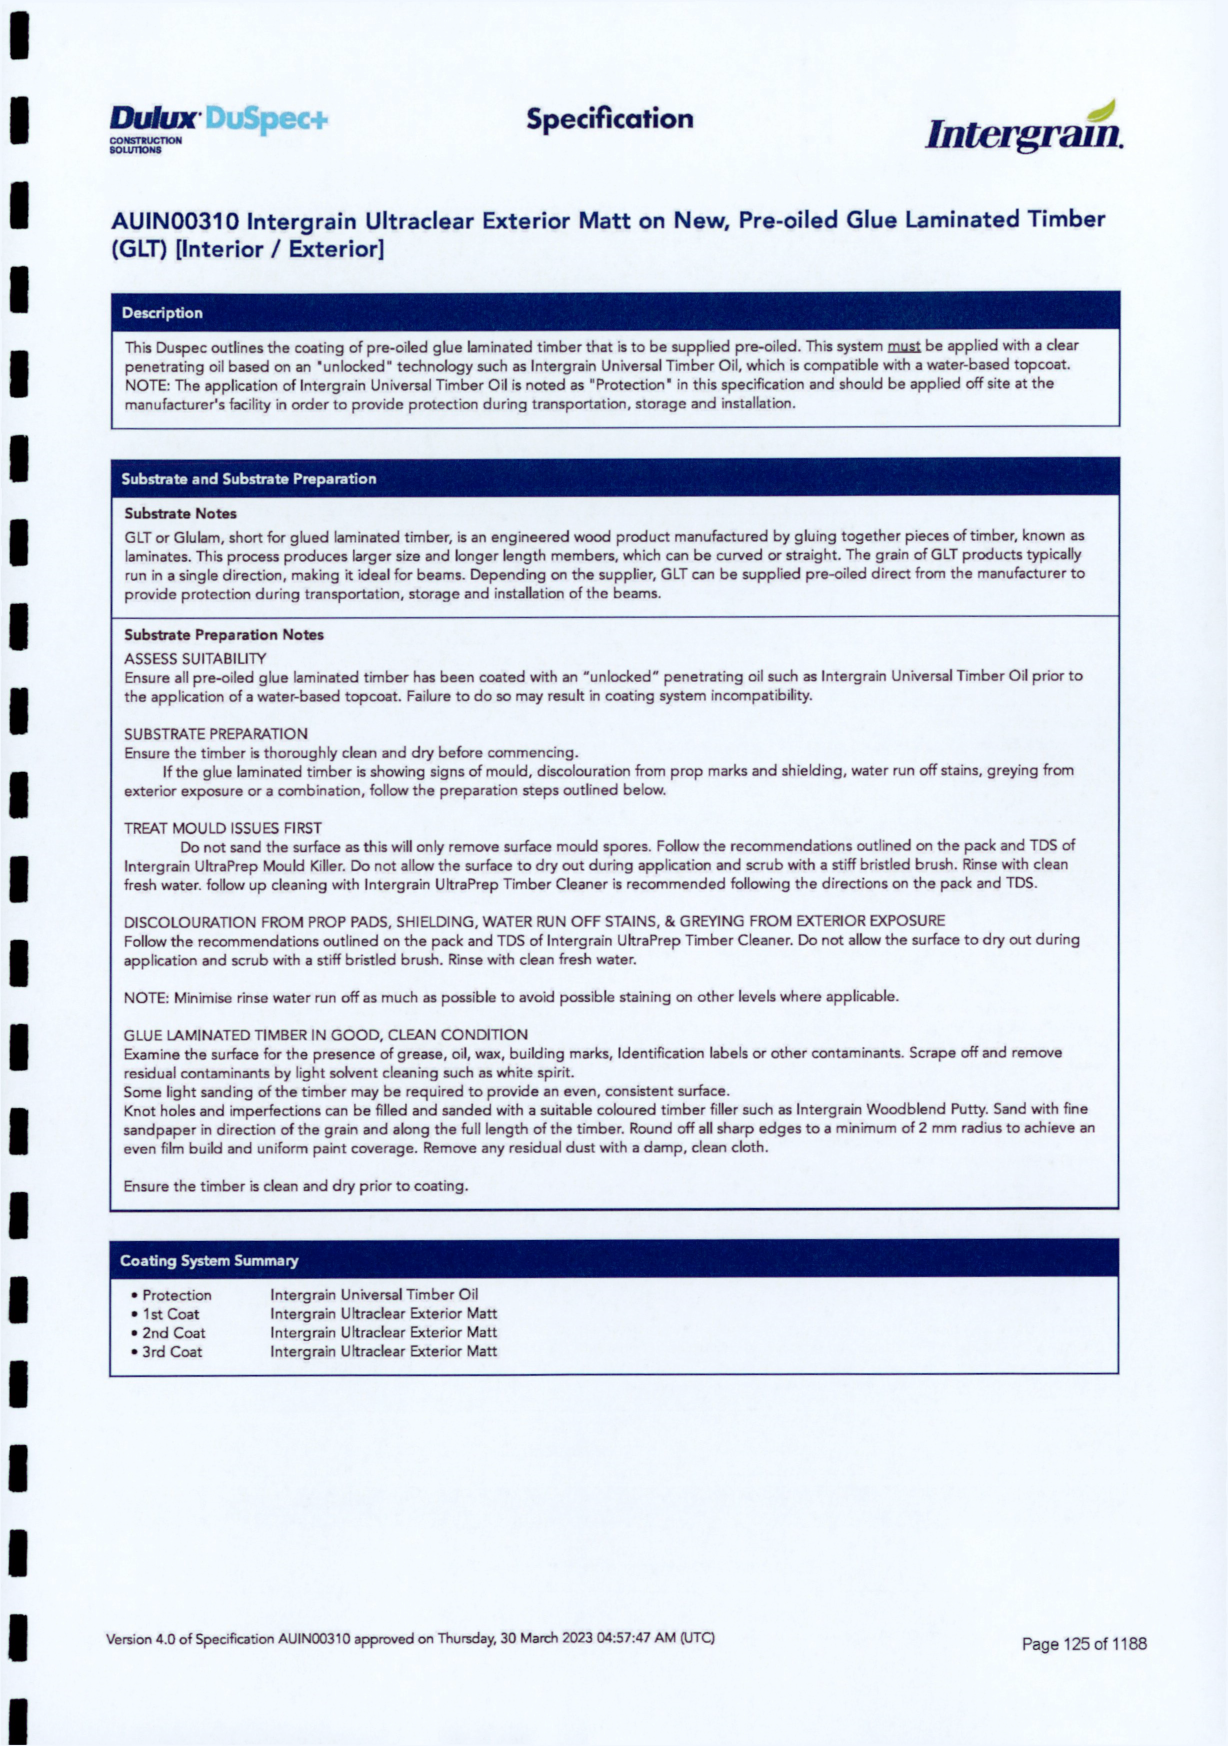 Dulux DuSpec+
CONSTRUCTION
SOLUTIONS
Specification
Intergrain.
AUIN00310 Intergrain Ultraclear Exterior Matt on New, Pre-oiled Glue Laminated Timber
(GLT) [Interior / Exterior]
Description
This Duspec outlines the coating of pre-oiled glue laminated timber that is to be supplied pre-oiled. This system must be applied with a clear
penetrating oil based on an "unlocked" technology such as Intergrain Universal Timber Oil, which is compatible with a water-based topcoat.
NOTE: The application of Intergrain Universal Timber Oil is noted as "Protection" in this specification and should be applied off site at the
manufacturer's facility in order to provide protection during transportation, storage and installation.
Substrate and Substrate Preparation
Substrate Notes
GLT or Glulam, short for glued laminated timber, is an engineered wood product manufactured by gluing together pieces of timber, known as
laminates. This process produces larger size and longer length members, which can be curved or straight. The grain of GLT products typically
run in a single direction, making it ideal for beams. Depending on the supplier, GLT can be supplied pre-oiled direct from the manufacturer to
provide protection during transportation, storage and installation of the beams.
Substrate Preparation Notes
ASSESS SUITABILITY
Ensure all pre-oiled glue laminated timber has been coated with an "unlocked" penetrating oil such as Intergrain Universal Timber Oil prior to
the application of a water-based topcoat. Failure to do so may result in coating system incompatibility.
SUBSTRATE PREPARATION
Ensure the timber is thoroughly clean and dry before commencing.
If the glue laminated timber is showing signs of mould, discolouration from prop marks and shielding, water run off stains, greying from
exterior exposure or a combination, follow the preparation steps outlined below.
TREAT MOULD ISSUES FIRST
Do not sand the surface as this will only remove surface mould spores. Follow the recommendations outlined on the pack and TDS of
Intergrain UltraPrep Mould Killer. Do not allow the surface to dry out during application and scrub with a stiff bristled brush. Rinse with clean
fresh water. follow up cleaning with Intergrain UltraPrep Timber Cleaner is recommended following the directions on the pack and TDS.
DISCOLOURATION FROM PROP PADS, SHIELDING, WATER RUN OFF STAINS, & GREYING FROM EXTERIOR EXPOSURE
Follow the recommendations outlined on the pack and TDS of Intergrain UltraPrep Timber Cleaner. Do not allow the surface to dry out during
application and scrub with a stiff bristled brush. Rinse with clean fresh water.
NOTE: Minimise rinse water run off as much as possible to avoid possible staining on other levels where applicable.
GLUE LAMINATED TIMBER IN GOOD, CLEAN CONDITION
Examine the surface for the presence of grease, oil, wax, building marks, Identification labels or other contaminants. Scrape off and remove
residual contaminants by light solvent cleaning such as white spirit.
Some light sanding of the timber may be required to provide an even, consistent surface.
Knot holes and imperfections can be filled and sanded with a suitable coloured timber filler such as Intergrain Woodblend Putty. Sand with fine
sandpaper in direction of the grain and along the full length of the timber. Round off all sharp edges to a minimum of 2 mm radius to achieve an
even film build and uniform paint coverage. Remove any residual dust with a damp, clean cloth.
Ensure the timber is clean and dry prior to coating.
Coating System Summary
• Protection Intergrain Universal Timber Oil
• 1st Coat Intergrain Ultraclear Exterior Matt
• 2nd Coat Intergrain Ultraclear Exterior Matt
• 3rd Coat Intergrain Ultraclear Exterior Matt
Version 4.0 of Specification AUIN00310 approved on Thursday, 30 March 2023 04:57:47 AM (UTC)
Page 125 of 1188